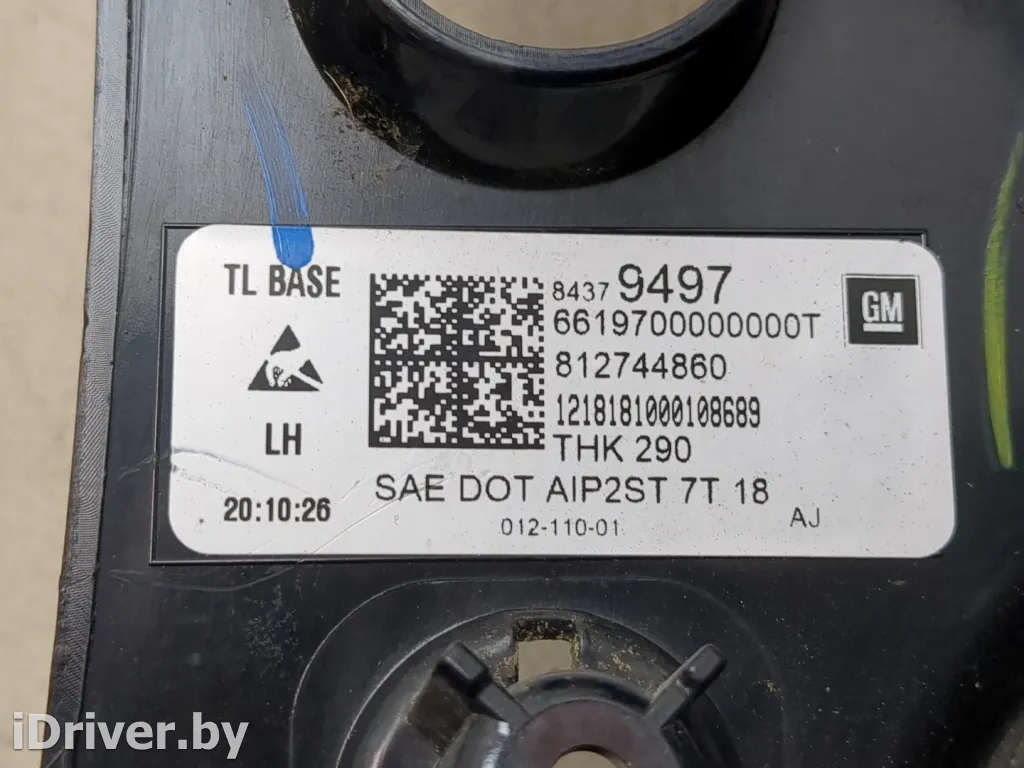 TL BASE
LH
20:10:26
8437 9497
6619700000000T
812744860
1218181000108689
THK 290
GM
SAE DOT AIP2ST 7T 18
012-110-01
AJ
iDriver.by